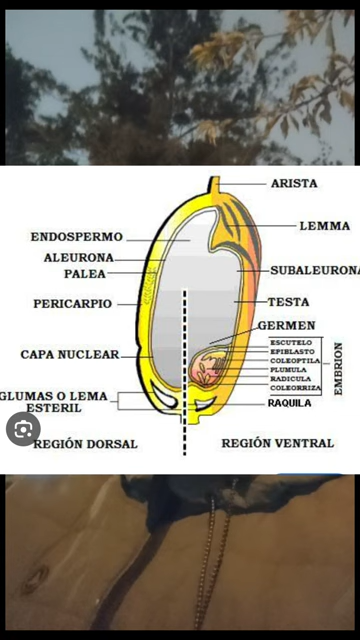 ARISTA
LEMMA
ENDOSPERMO
ALEURONA
PALEA
SUBALEURONA
PERICARPIO
TESTA
GERMEN
CAPA NUCLEAR
ESCUTELO
EPIBLASTO
COLEOPTILA
PLUMULA
RADICULA
COLEORRIZA
EMBRION
GLUMAS O LEMA
ESTERIL
RAQUILA
REGIÓN DORSAL
REGIÓN VENTRAL